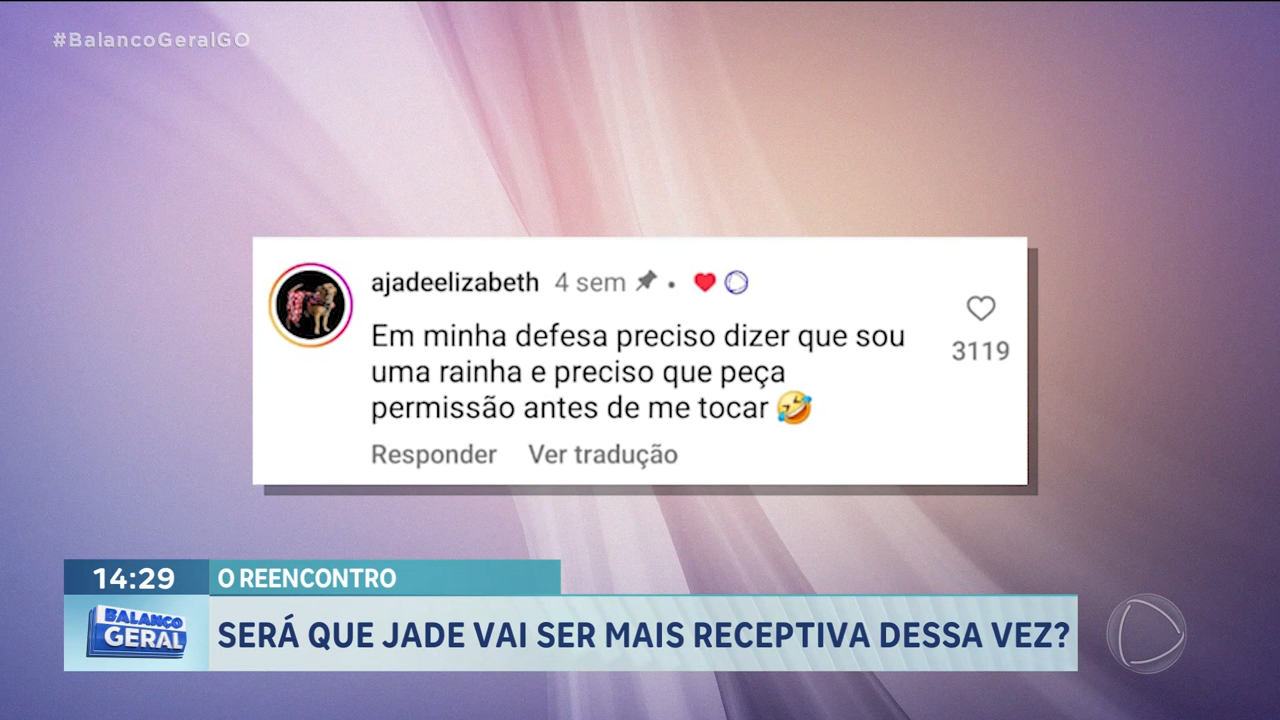 #BalancoGeralGO
ajadeelizabeth 4 sem
Em minha defesa preciso dizer que sou
uma rainha e preciso que peça
permissão antes de me tocar 🤣
3119
Responder Ver tradução
14:29 O REENCONTRO
BALANÇO
GERAL
SERÁ QUE JADE VAI SER MAIS RECEPTIVA DESSA VEZ?